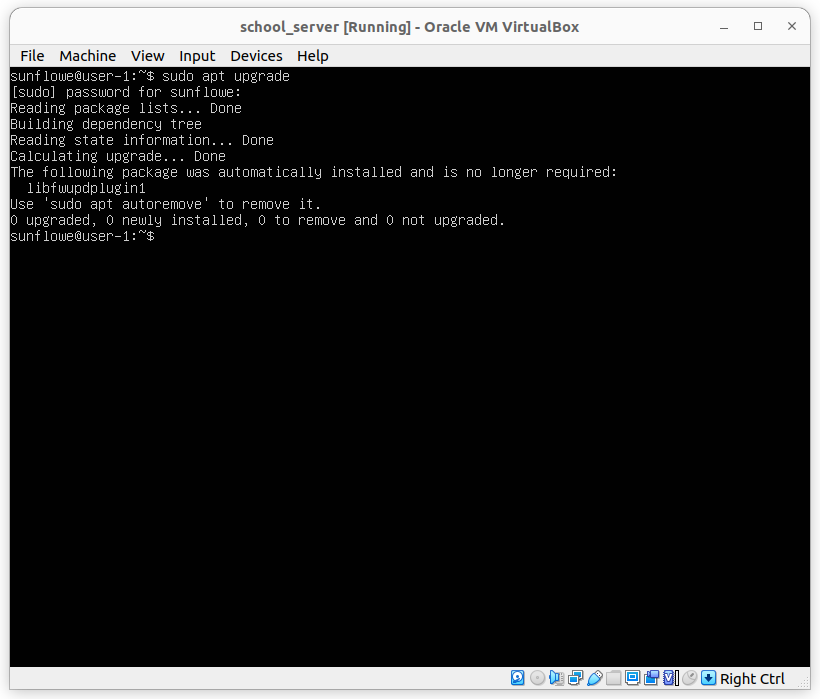 school_server [Running] - Oracle VM VirtualBox
File Machine View Input Devices Help
sunflowe@user-1:~$ sudo apt upgrade
[sudo] password for sunflowe:
Reading package lists... Done
Building dependency tree
Reading state information... Done
Calculating upgrade... Done
The following package was automatically installed and is no longer required:
  libfwupdplugin1
Use 'sudo apt autoremove' to remove it.
0 upgraded, 0 newly installed, 0 to remove and 0 not upgraded.
sunflowe@user-1:~$
Right Ctrl